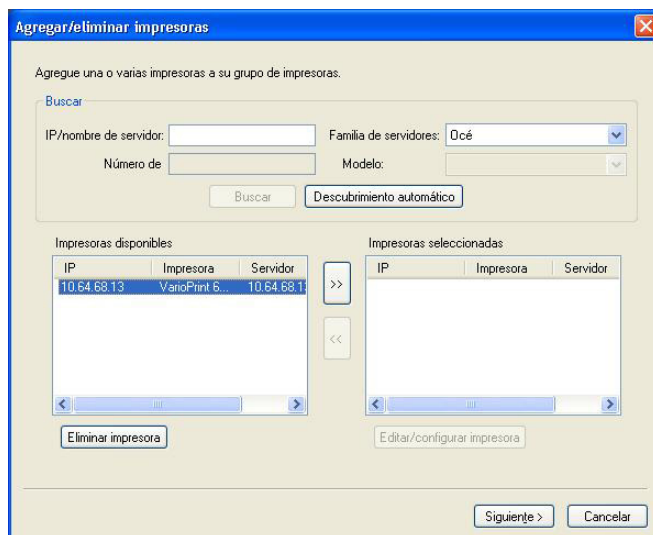 Agregar/eliminar impresoras
Agregue una o varias impresoras a su grupo de impresoras.
Buscar
IP/nombre de servidor: Familia de servidores: Océ
Número de Modelo:
Buscar Descubrimiento automático
Impresoras disponibles Impresoras seleccionadas
IP Impresora Servidor IP Impresora Servidor
10.64.68.13 VarioPrint 6... 10.64.68.1
>>
<<
Eliminar impresora Editar/configurar impresora
Siguiente > Cancelar